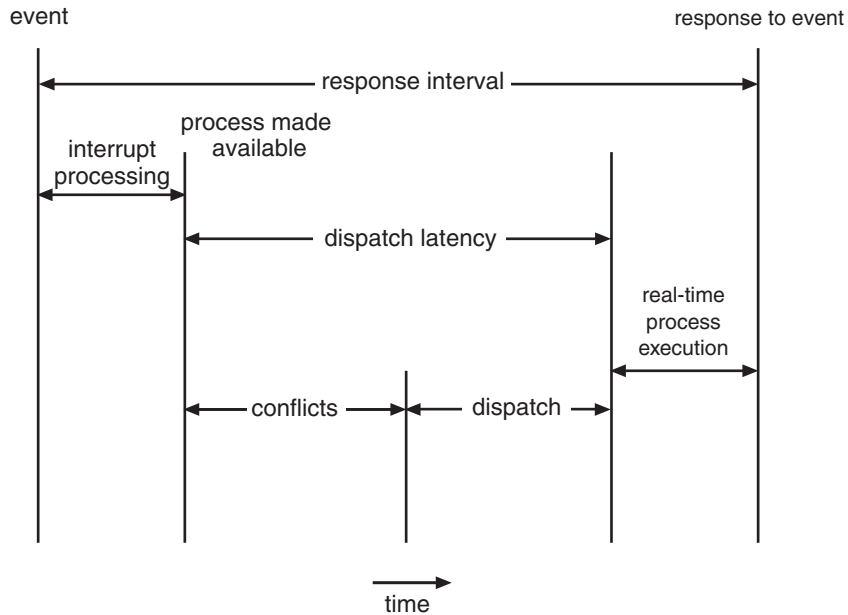 event
response to event
response interval
process made
available
interrupt
processing
dispatch latency
real-time
process
execution
conflicts
dispatch
time